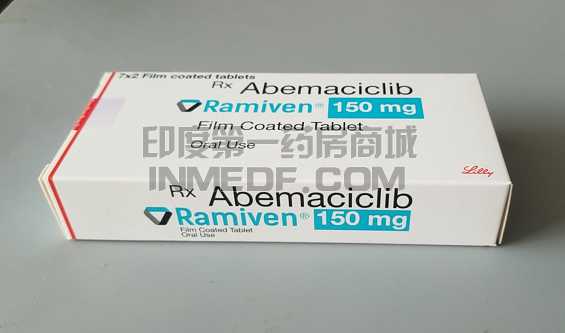 7x2 Film coated tablets
Rx Abemaciclib
Ramiven® 150 mg
Film Coated Tablet
Oral Use
印度第一药房商城
INMEDF.COM
Lilly
Rx Abemaciclib
Ramiven® 150 mg
Film Coated Tablet
Oral Use